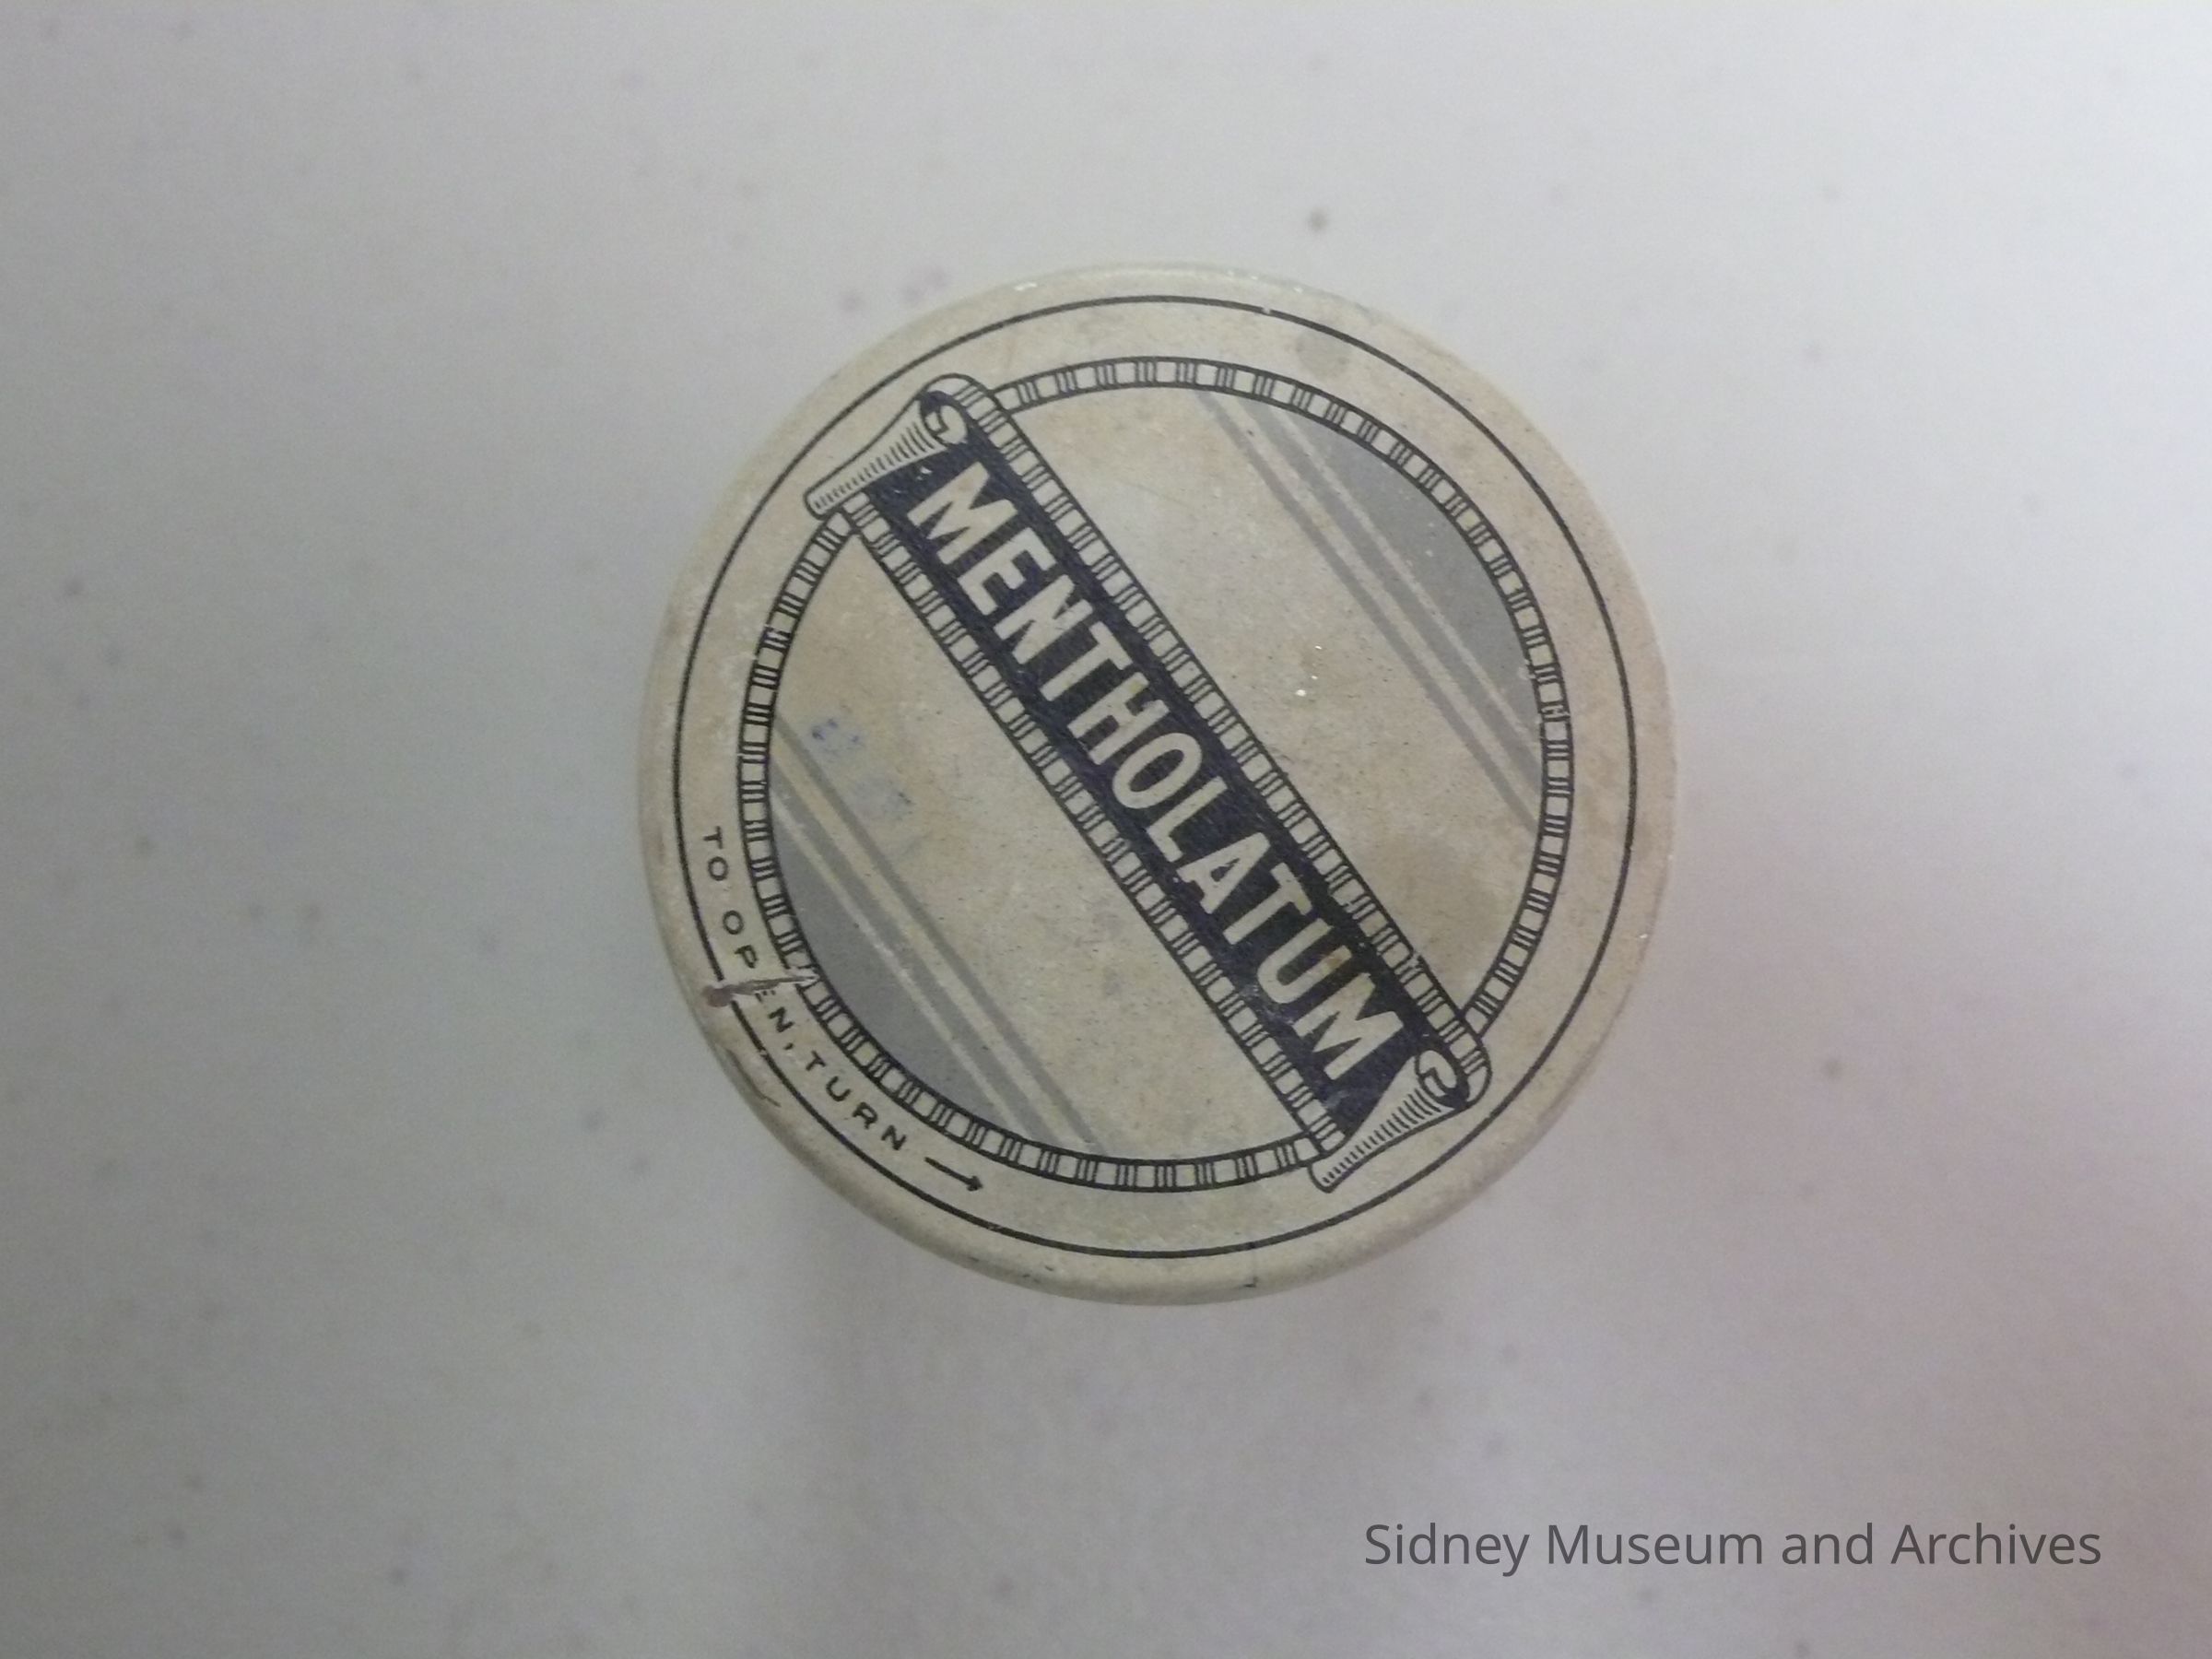 MENTHOLATUM
TO OPEN, TURN
Sidney Museum and Archives